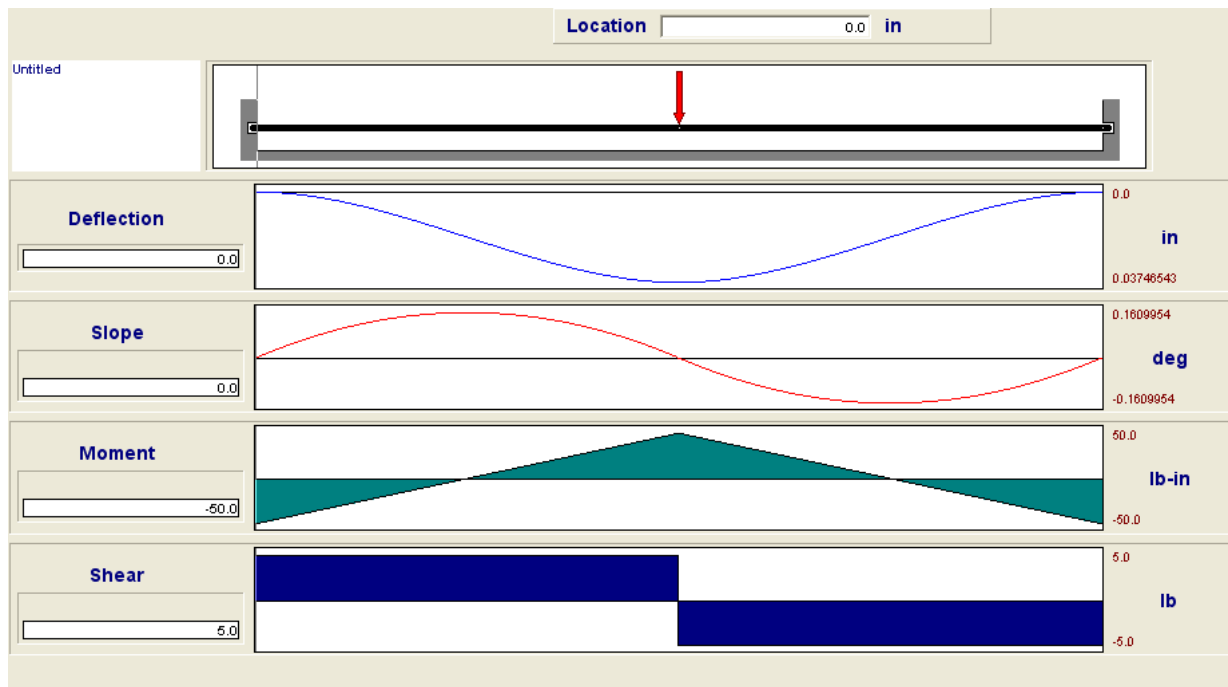 Location 0.0 in
Untitled
0.0
Deflection
in
0.0
0.03746543
0.1609954
Slope
deg
0.0
-0.1609954
50.0
Moment
lb-in
-50.0
-50.0
5.0
Shear
lb
5.0
-5.0